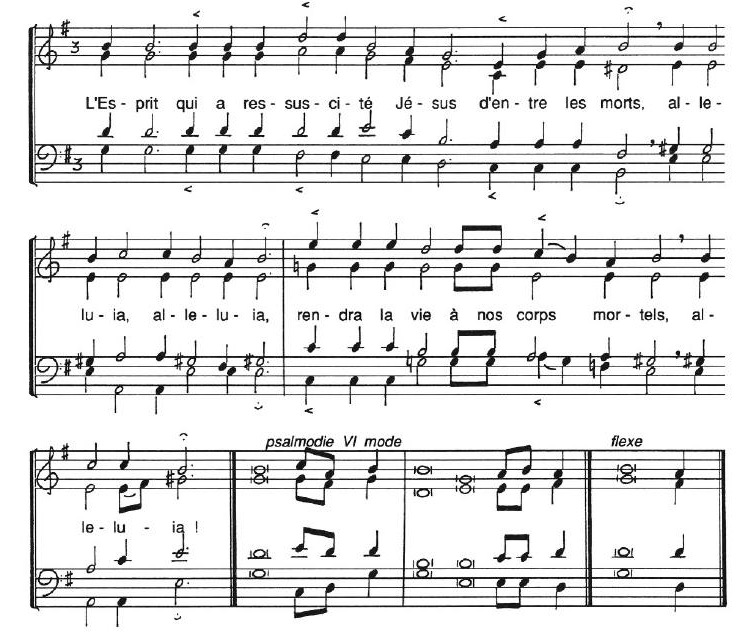 L'Es - prit qui a res - sus - ci - té Jé - sus d'en - tre les morts, al - le -
lu - ia, al - le - lu - ia, ren - dra la vie à nos corps mor - tels, al -
psalmodie VI mode flexe
le - lu - ia !